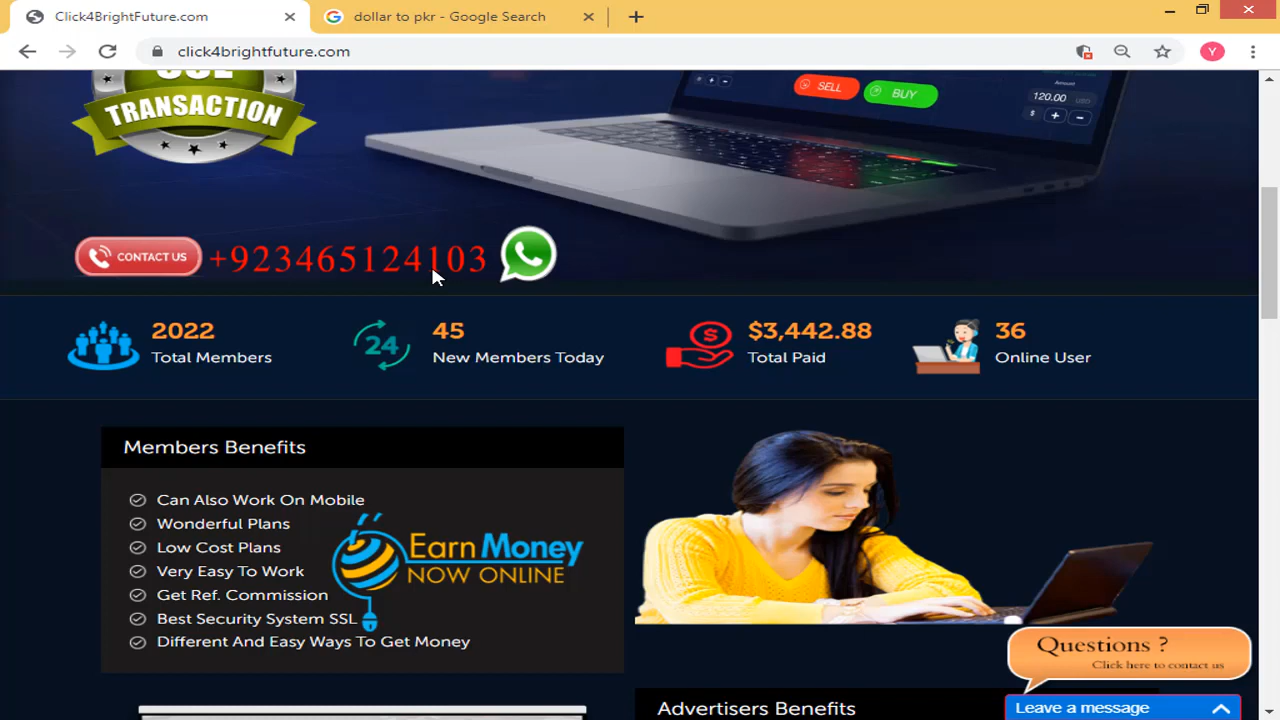 Click4BrightFuture.com
dollar to pkr - Google Search
click4brightfuture.com
Y
TRANSACTION
SELL
BUY
Amount
120.00 USD
$ + -
CONTACT US
+923465124103
2022
Total Members
24
45
New Members Today
$3,442.88
Total Paid
36
Online User
Members Benefits
Can Also Work On Mobile
Wonderful Plans
Low Cost Plans
Very Easy To Work
Get Ref. Commission
Best Security System SSL
Different And Easy Ways To Get Money
Earn Money
NOW ONLINE
Questions ?
Click here to contact us
Advertisers Benefits
Leave a message